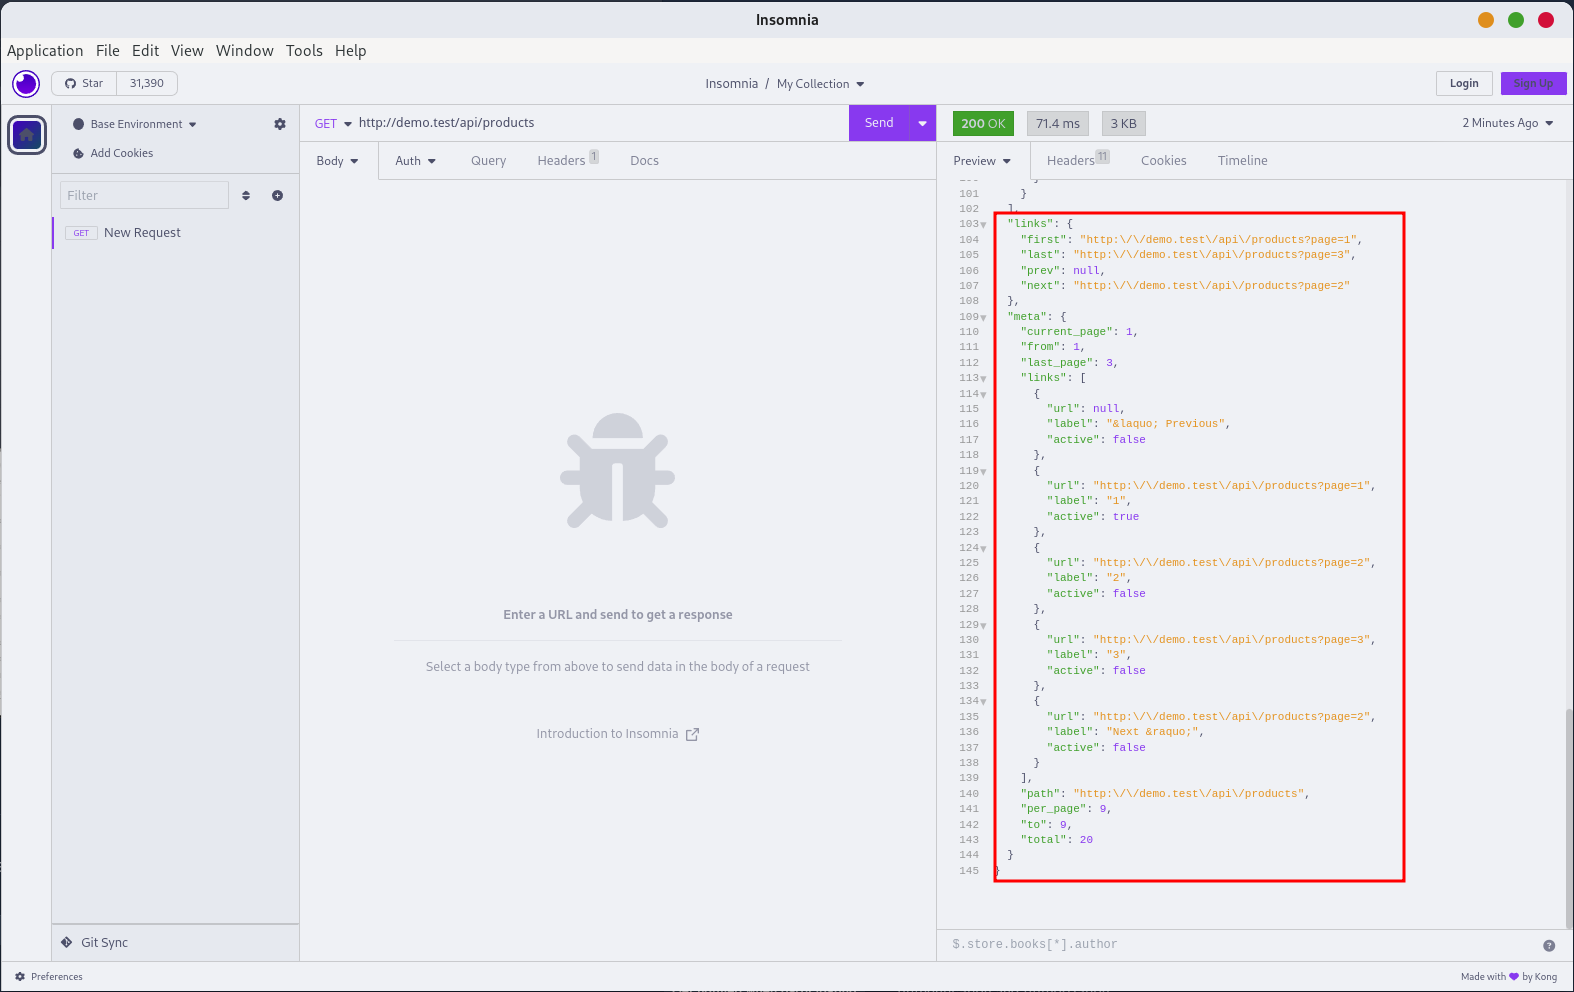 Insomnia
Application File Edit View Window Tools Help
Star 31,390
Insomnia / My Collection
Login Sign Up
Base Environment
Add Cookies
Filter
GET New Request
Git Sync
Preferences
GET http://demo.test/api/products Send
Body Auth Query Headers 1 Docs
Enter a URL and send to get a response
Select a body type from above to send data in the body of a request
Introduction to Insomnia
200 OK 71.4 ms 3 KB 2 Minutes Ago
Preview Headers 11 Cookies Timeline
101 }
102 ],
103 "links": {
104 "first": "http:\/\/demo.test\/api\/products?page=1",
105 "last": "http:\/\/demo.test\/api\/products?page=3",
106 "prev": null,
107 "next": "http:\/\/demo.test\/api\/products?page=2"
108 },
109 "meta": {
110 "current_page": 1,
111 "from": 1,
112 "last_page": 3,
113 "links": [
114 {
115 "url": null,
116 "label": "&laquo; Previous",
117 "active": false
118 },
119 {
120 "url": "http:\/\/demo.test\/api\/products?page=1",
121 "label": "1",
122 "active": true
123 },
124 {
125 "url": "http:\/\/demo.test\/api\/products?page=2",
126 "label": "2",
127 "active": false
128 },
129 {
130 "url": "http:\/\/demo.test\/api\/products?page=3",
131 "label": "3",
132 "active": false
133 },
134 {
135 "url": "http:\/\/demo.test\/api\/products?page=2",
136 "label": "Next &raquo;",
137 "active": false
138 }
139 ],
140 "path": "http:\/\/demo.test\/api\/products",
141 "per_page": 9,
142 "to": 9,
143 "total": 20
144 }
145 }
$.store.books[*].author
Made with by Kong